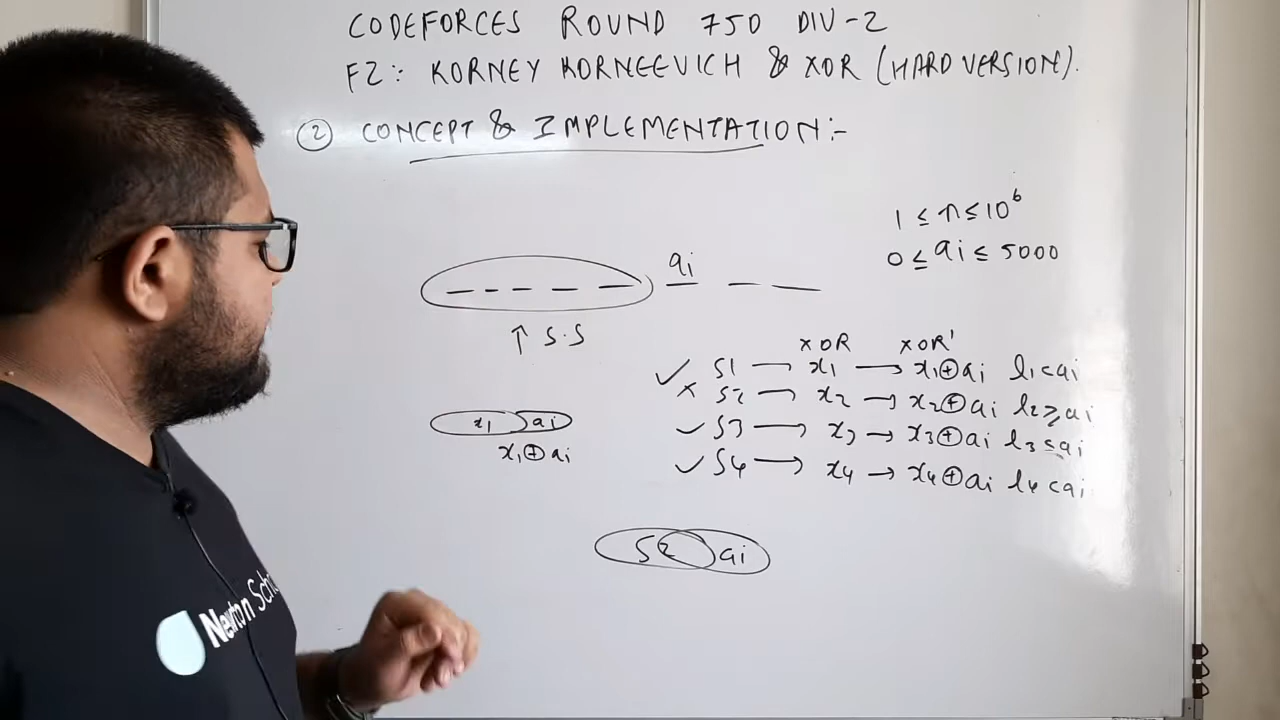 CODEFORCES ROUND 750 DIV-2
F2:- KORNEY KORNEEVICH & XOR (HARD VERSION).
② CONCEPT & IMPLEMENTATION:-
1 ≤ n ≤ 10⁶
0 ≤ ai ≤ 5000
ai
↑ S.S
XOR XOR'
✓ S1 → x1 → x1⊕ai l1<ai
× S2 → x2 → x2⊕ai l2≥ai
✓ S3 → x3 → x3⊕ai l3≤ai
✓ S4 → x4 → x4⊕ai l4<ai
x1 ai
x1⊕ai
S2 ai
Newton Scho